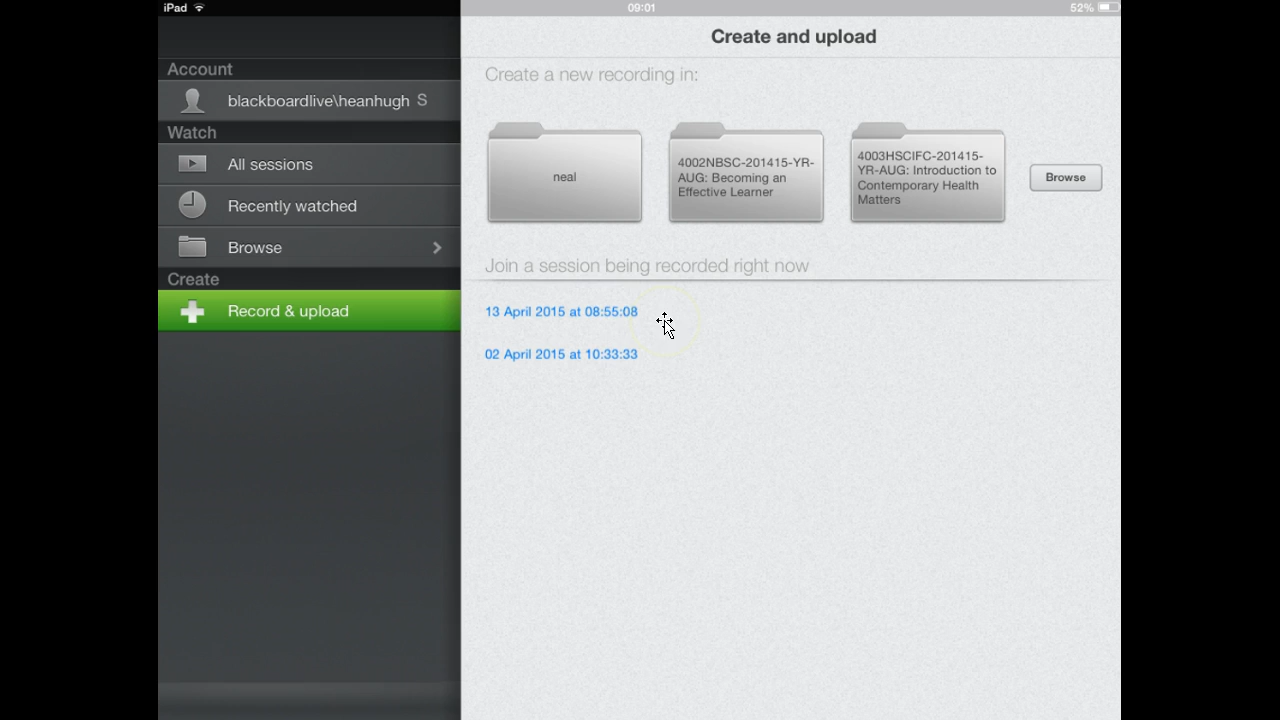 iPad
09:01
52%
Account
blackboardlive\heanhugh S
Watch
All sessions
Recently watched
Browse
Create
Record & upload
Create and upload
Create a new recording in:
neal
4002NBSC-201415-YR-
AUG: Becoming an
Effective Learner
4003HSCIFC-201415-
YR-AUG: Introduction to
Contemporary Health
Matters
Browse
Join a session being recorded right now
13 April 2015 at 08:55:08
02 April 2015 at 10:33:33